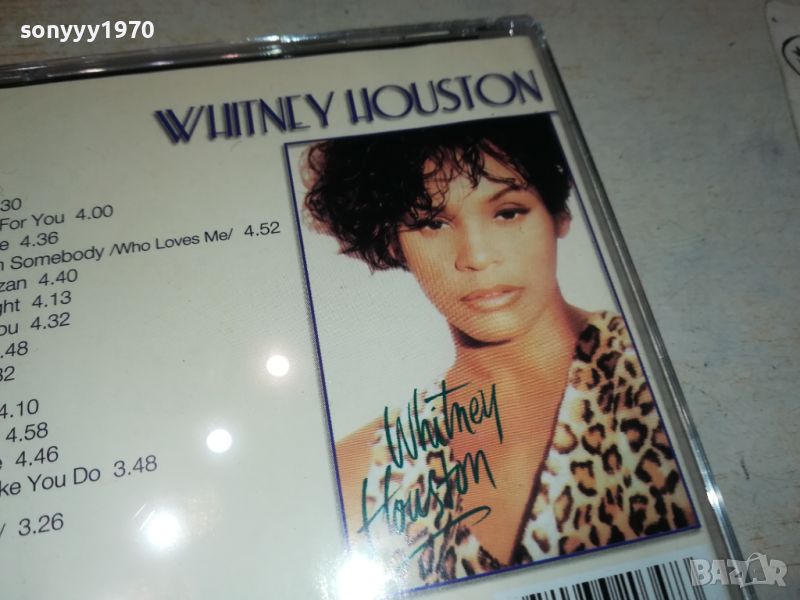 sonyyy1970
WHITNEY HOUSTON
.30
For You 4.00
e 4.36
n Somebody /Who Loves Me/ 4.52
zan 4.40
ght 4.13
ou 4.32
.48
32
4.10
4.58
e 4.46
ke You Do 3.48
3.26
Whitney
Houston
BAZAR